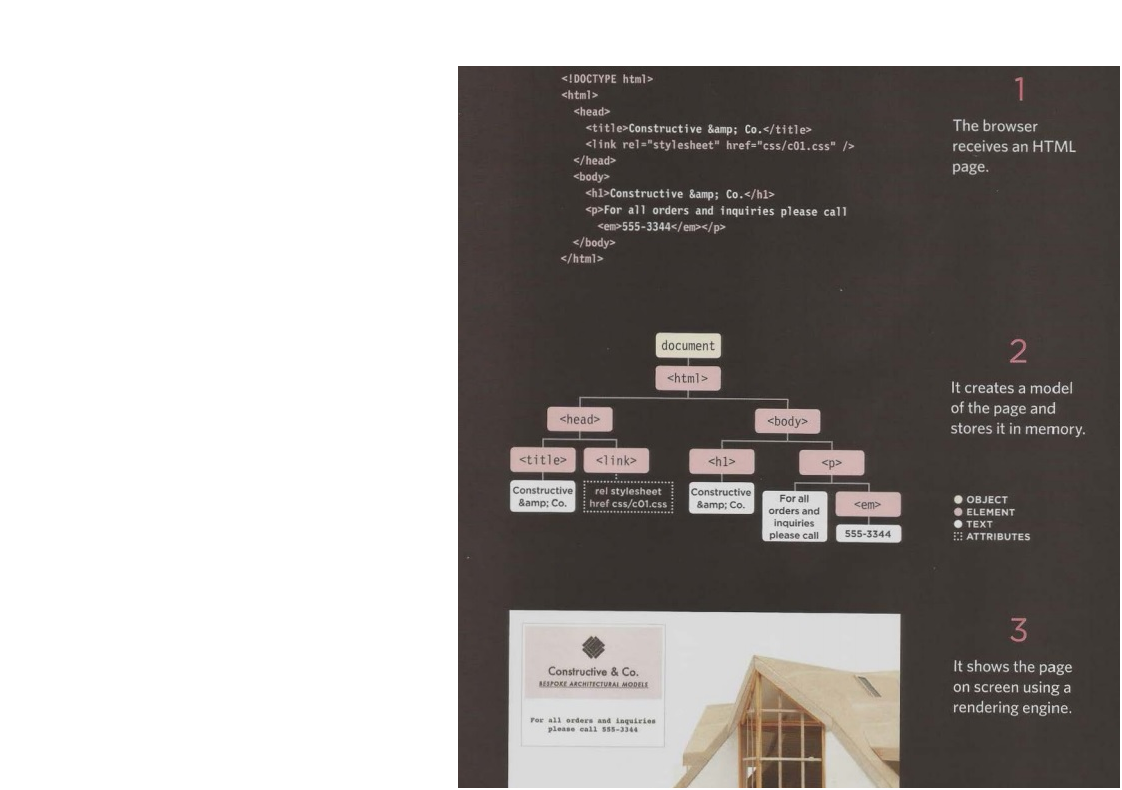 <!DOCTYPE html>
<html>
<head>
<title>Constructive &amp; Co.</title>
<link rel="stylesheet" href="css/c01.css" />
</head>
<body>
<h1>Constructive &amp; Co.</h1>
<p>For all orders and inquiries please call
<em>555-3344</em></p>
</body>
</html>
1
The browser
receives an HTML
page.
document
<html>
<head>
<body>
<title>
<link>
<h1>
<p>
Constructive
&amp; Co.
rel stylesheet
href css/c01.css
Constructive
&amp; Co.
For all
orders and
inquiries
please call
<em>
555-3344
2
It creates a model
of the page and
stores it in memory.
OBJECT
ELEMENT
TEXT
ATTRIBUTES
Constructive & Co.
BESPOKE ARCHITECTURAL MODELS
For all orders and inquiries
please call 555-3344
3
It shows the page
on screen using a
rendering engine.